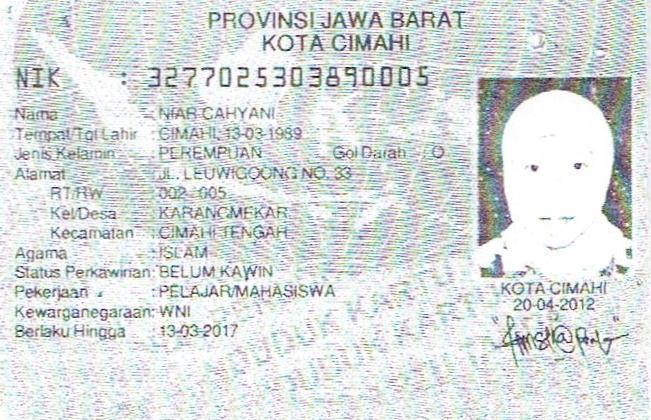 PROVINSI JAWA BARAT
KOTA CIMAHI
NIK : 3277025303890005
Nama : NIAR CAHYANI
Tempat/Tgl Lahir : CIMAHI, 13-03-1989
Jenis Kelamin : PEREMPUAN Gol Darah : O
Alamat : JL. LEUWIGOONG NO. 33
RT/RW : 002 005
Kel/Desa : KARANGMEKAR
Kecamatan : CIMAHI TENGAH
Agama : ISLAM
Status Perkawinan: BELUM KAWIN
Pekerjaan : PELAJAR/MAHASISWA
Kewarganegaraan: WNI
Berlaku Hingga : 13-03-2017
KOTA CIMAHI
20-04-2012